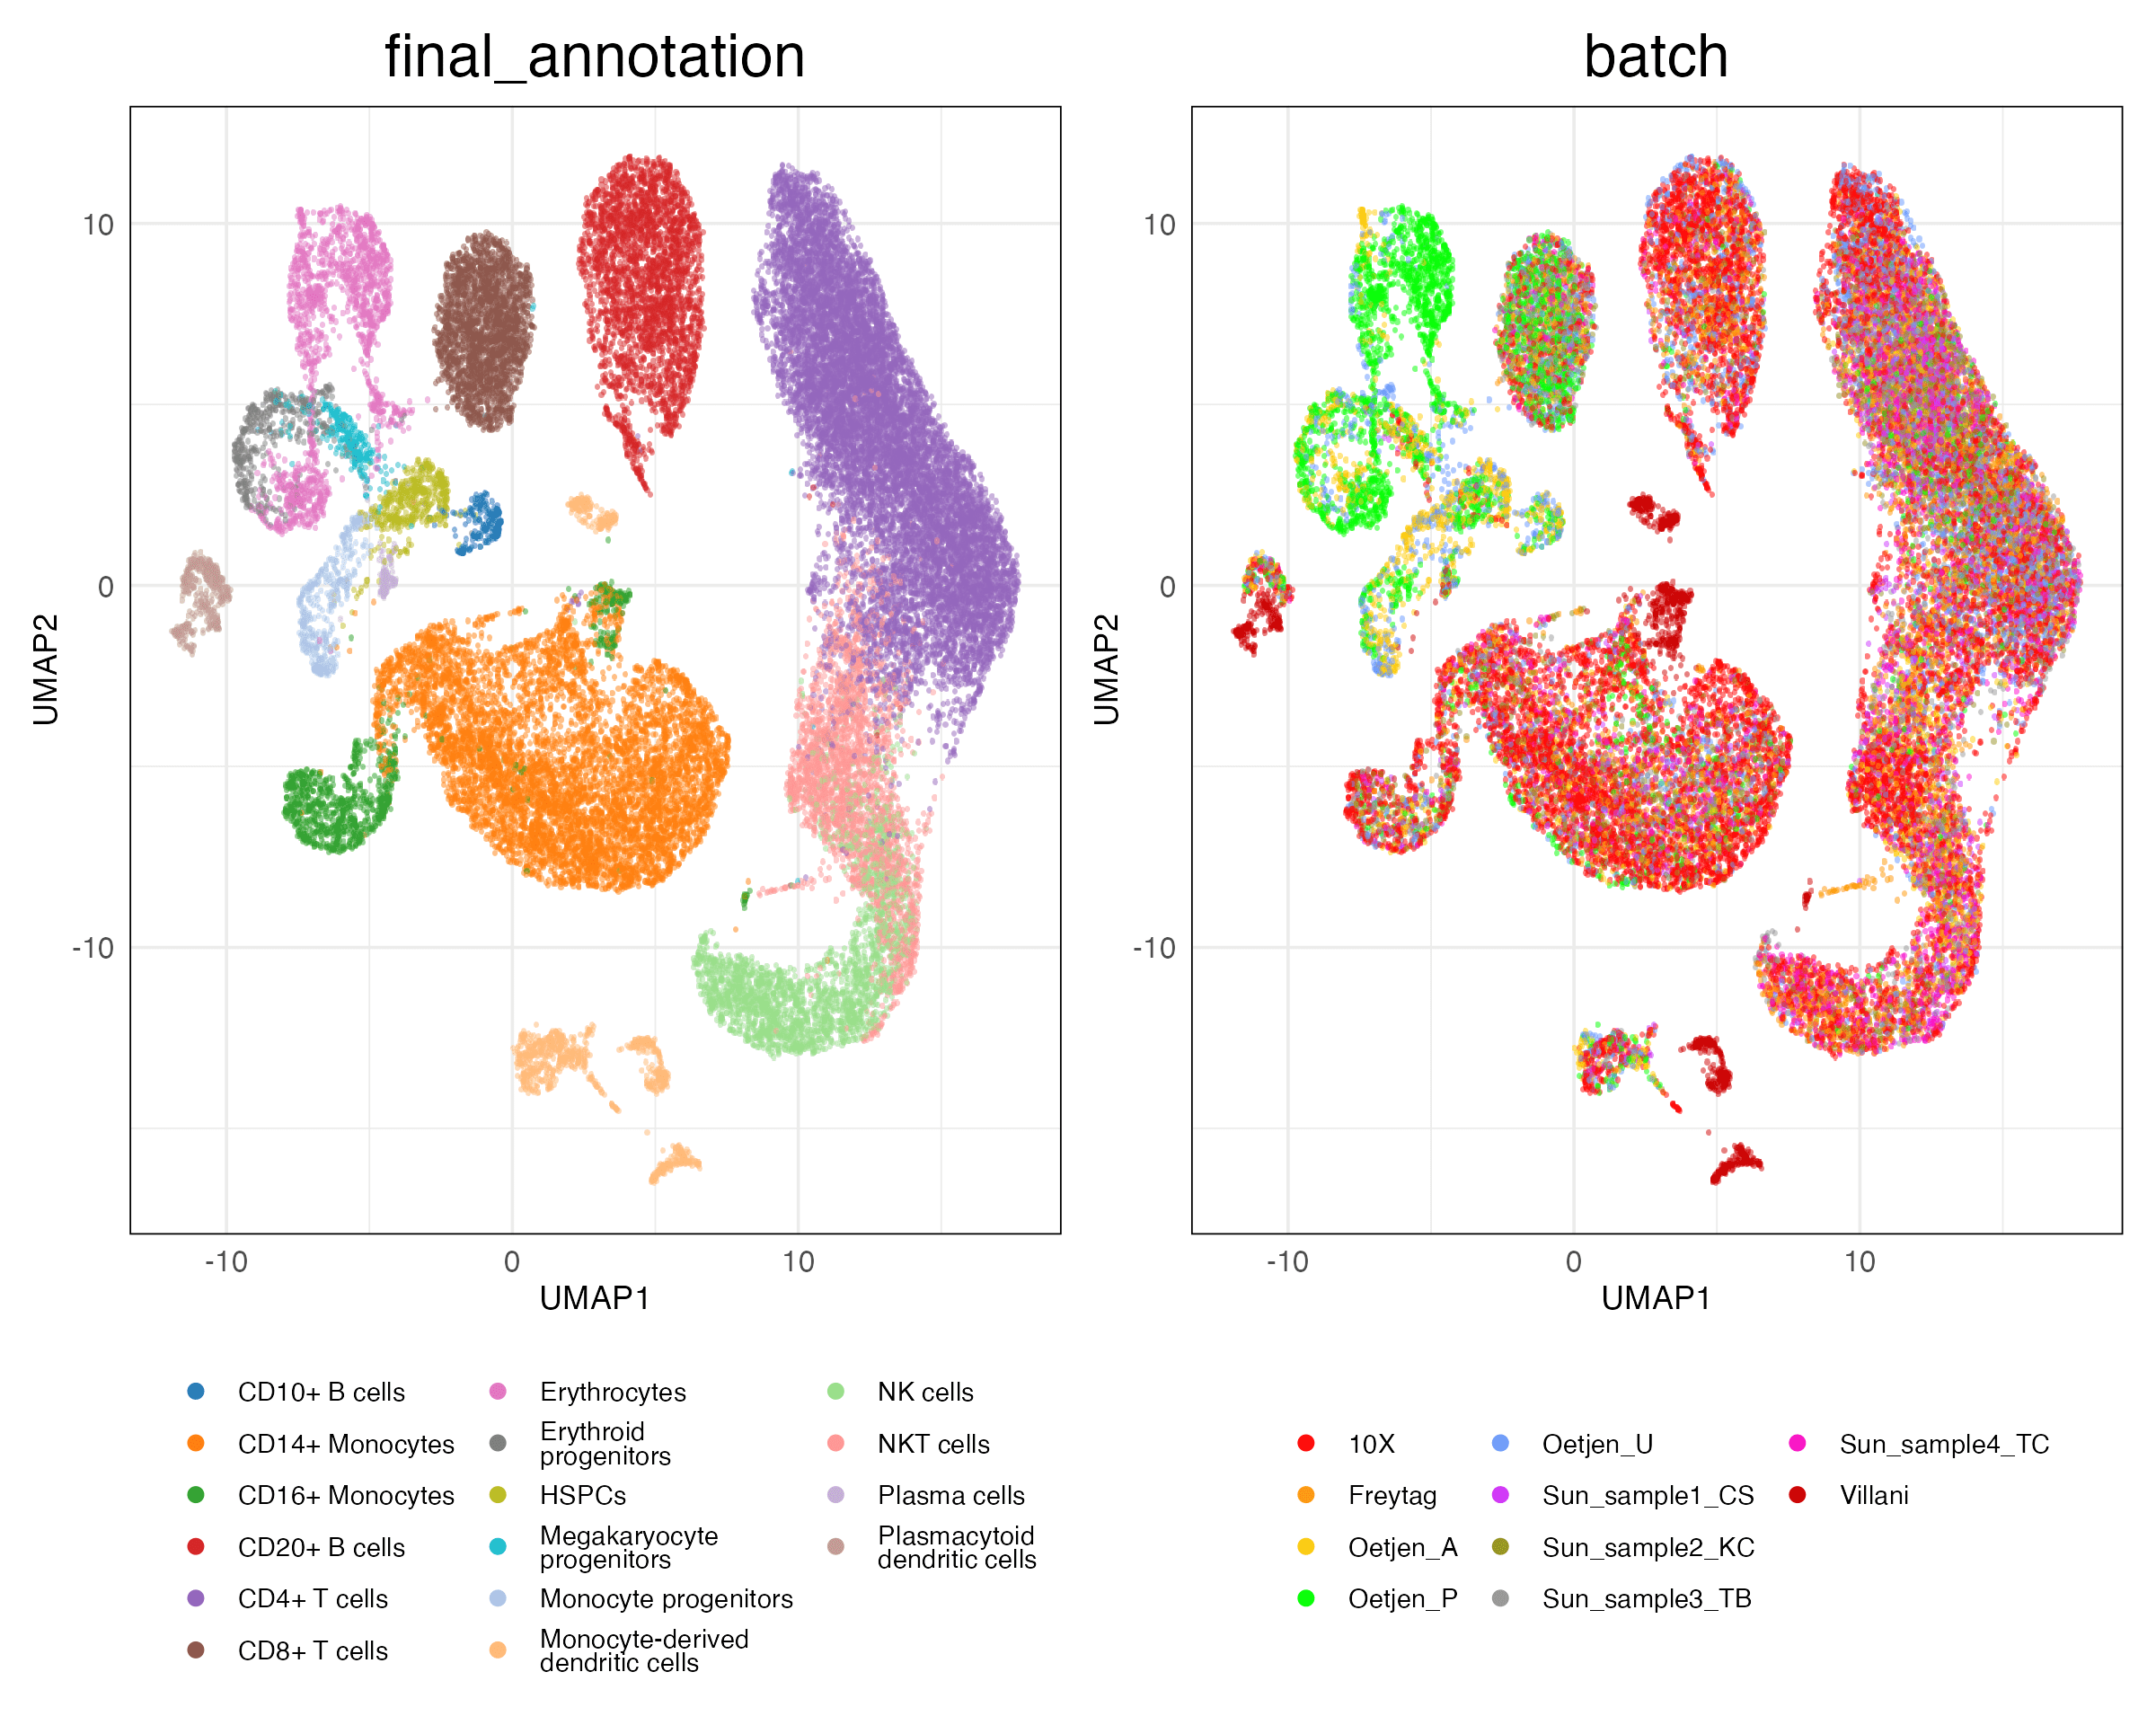 final_annotation
batch
10
0
-10
UMAP2
-10
0
10
UMAP1
10
0
-10
UMAP2
-10
0
10
UMAP1
CD10+ B cells
CD14+ Monocytes
CD16+ Monocytes
CD20+ B cells
CD4+ T cells
CD8+ T cells
Erythrocytes
Erythroid
progenitors
HSPCs
Megakaryocyte
progenitors
Monocyte progenitors
Monocyte-derived
dendritic cells
NK cells
NKT cells
Plasma cells
Plasmacytoid
dendritic cells
10X
Freytag
Oetjen_A
Oetjen_P
Oetjen_U
Sun_sample1_CS
Sun_sample2_KC
Sun_sample3_TB
Sun_sample4_TC
Villani